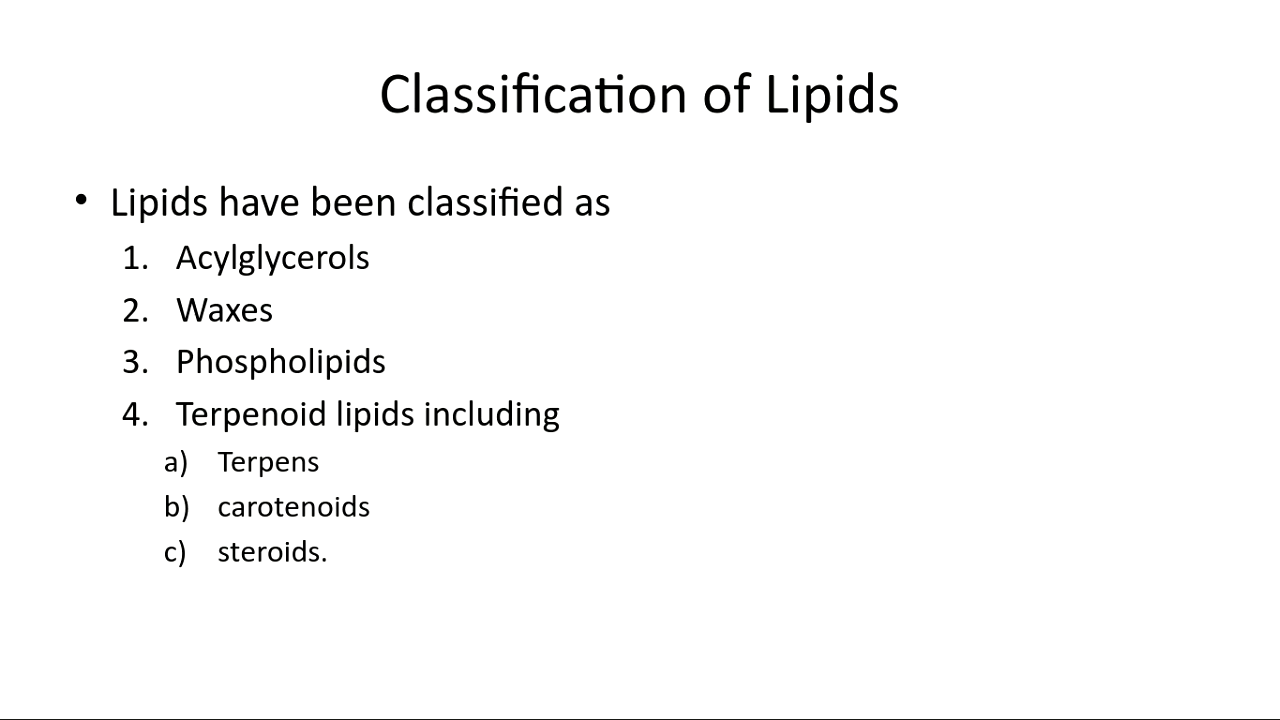 Classification of Lipids
• Lipids have been classified as
1. Acylglycerols
2. Waxes
3. Phospholipids
4. Terpenoid lipids including
a) Terpens
b) carotenoids
c) steroids.